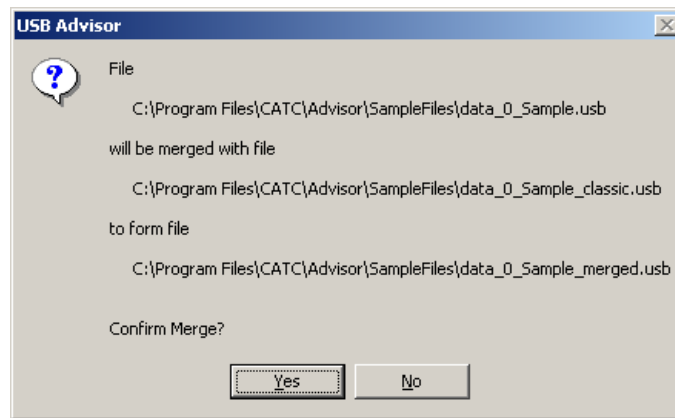 USB Advisor
File
C:\Program Files\CATC\Advisor\SampleFiles\data_0_Sample.usb
will be merged with file
C:\Program Files\CATC\Advisor\SampleFiles\data_0_Sample_classic.usb
to form file
C:\Program Files\CATC\Advisor\SampleFiles\data_0_Sample_merged.usb
Confirm Merge?
Yes No